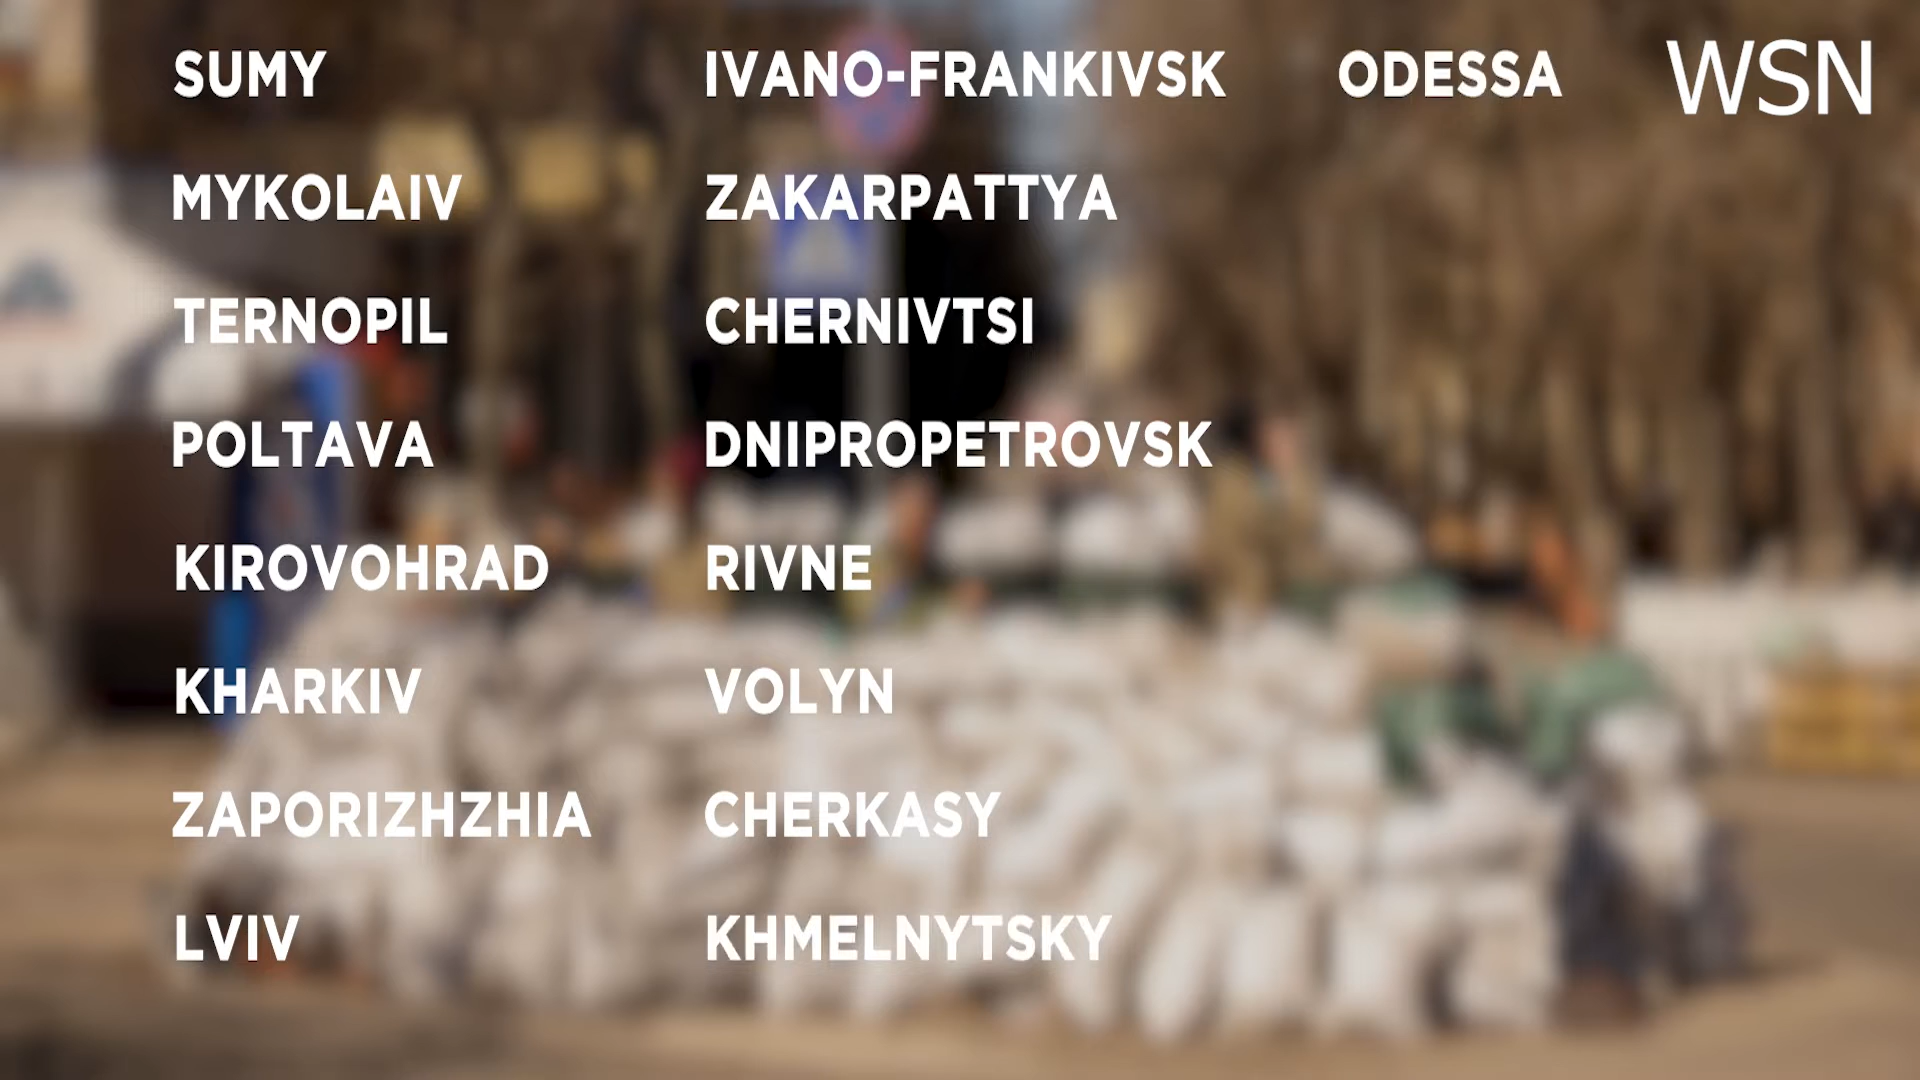 SUMY
MYKOLAIV
TERNOPIL
POLTAVA
KIROVOHRAD
KHARKIV
ZAPORIZHZHIA
LVIV
IVANO-FRANKIVSK
ZAKARPATTYA
CHERNIVTSI
DNIPROPETROVSK
RIVNE
VOLYN
CHERKASY
KHMELNYTSKY
ODESSA
WSN